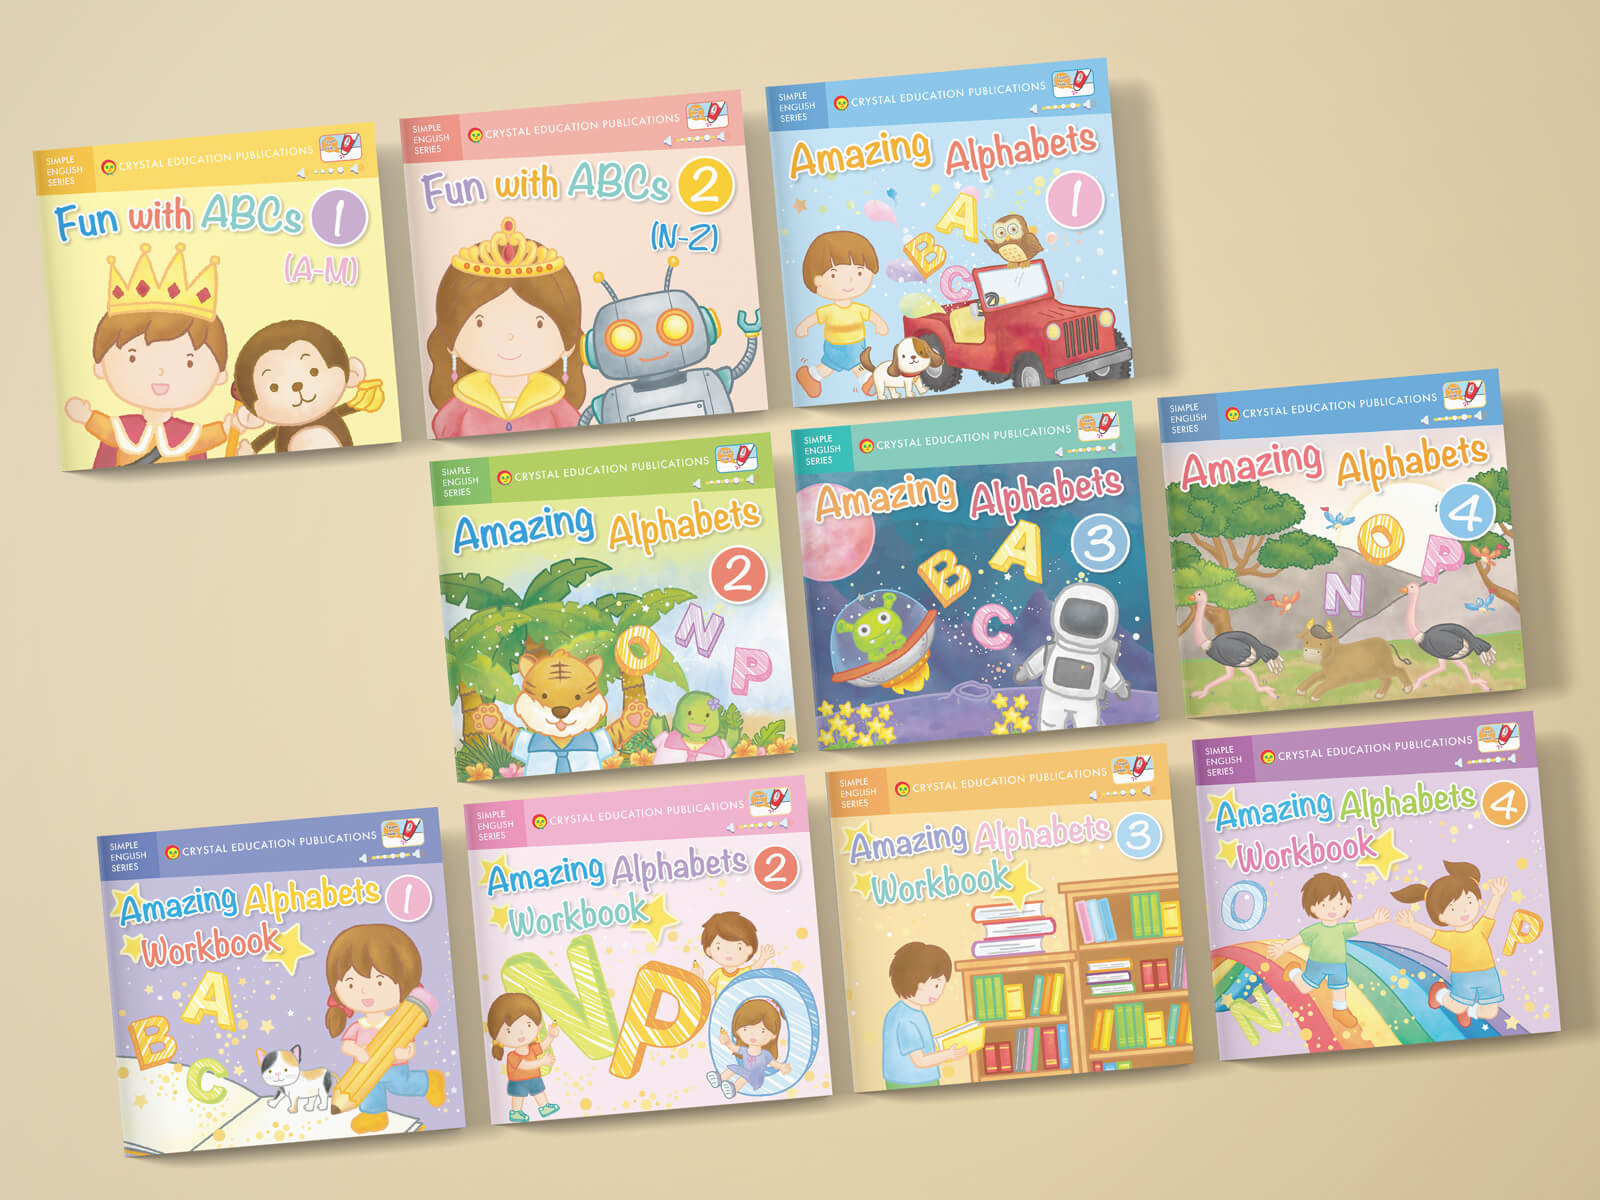 SIMPLE
ENGLISH
SERIES
CRYSTAL EDUCATION PUBLICATIONS
Fun with ABCs 1
(A-M)
SIMPLE
ENGLISH
SERIES
CRYSTAL EDUCATION PUBLICATIONS
Fun with ABCs 2
(N-Z)
SIMPLE
ENGLISH
SERIES
CRYSTAL EDUCATION PUBLICATIONS
Amazing Alphabets
1
A
B
C
SIMPLE
ENGLISH
SERIES
CRYSTAL EDUCATION PUBLICATIONS
Amazing Alphabets
2
O N P
SIMPLE
ENGLISH
SERIES
CRYSTAL EDUCATION PUBLICATIONS
Amazing Alphabets
3
B A
C
SIMPLE
ENGLISH
SERIES
CRYSTAL EDUCATION PUBLICATIONS
Amazing Alphabets
4
O P
N
SIMPLE
ENGLISH
SERIES
CRYSTAL EDUCATION PUBLICATIONS
Amazing Alphabets 1
Workbook
A
B
C
SIMPLE
ENGLISH
SERIES
CRYSTAL EDUCATION PUBLICATIONS
Amazing Alphabets 2
Workbook
N P O
SIMPLE
ENGLISH
SERIES
CRYSTAL EDUCATION PUBLICATIONS
Amazing Alphabets 3
Workbook
SIMPLE
ENGLISH
SERIES
CRYSTAL EDUCATION PUBLICATIONS
Amazing Alphabets 4
Workbook
O
P
N